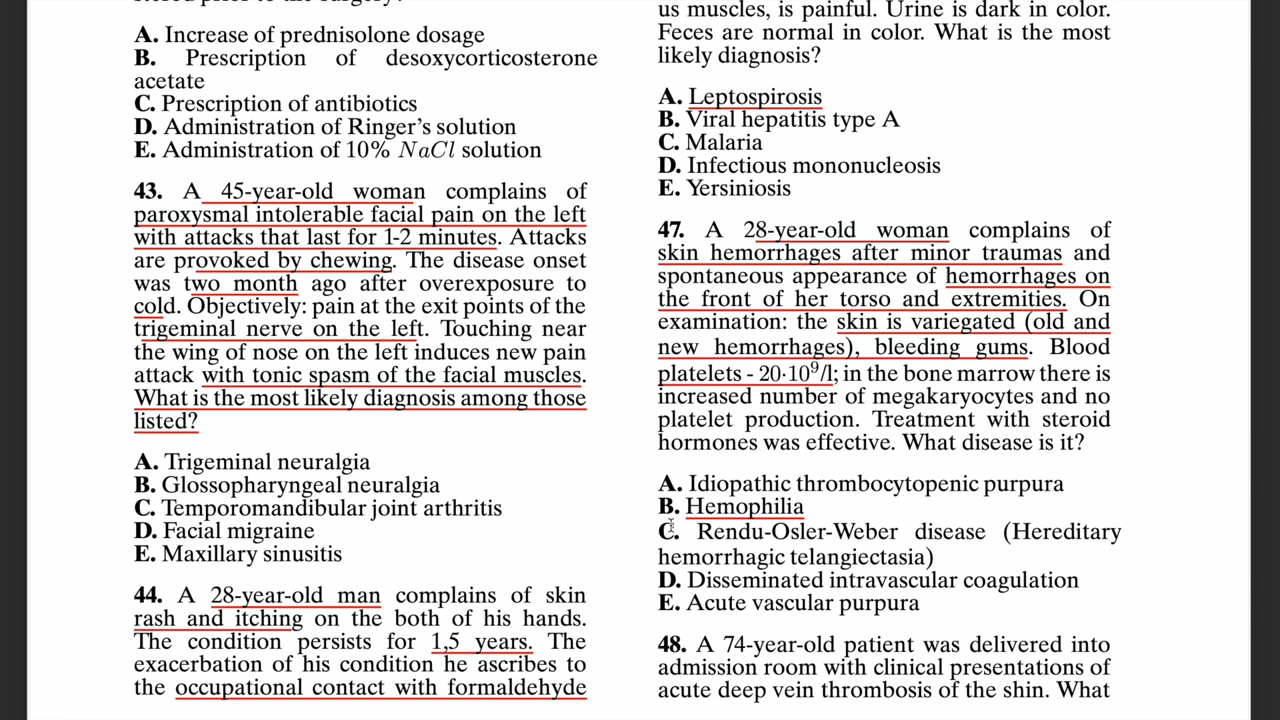 A. Increase of prednisolone dosage
B. Prescription of desoxycorticosterone
acetate
C. Prescription of antibiotics
D. Administration of Ringer's solution
E. Administration of 10% NaCl solution
43. A 45-year-old woman complains of
paroxysmal intolerable facial pain on the left
with attacks that last for 1-2 minutes. Attacks
are provoked by chewing. The disease onset
was two month ago after overexposure to
cold. Objectively: pain at the exit points of the
trigeminal nerve on the left. Touching near
the wing of nose on the left induces new pain
attack with tonic spasm of the facial muscles.
What is the most likely diagnosis among those
listed?
A. Trigeminal neuralgia
B. Glossopharyngeal neuralgia
C. Temporomandibular joint arthritis
D. Facial migraine
E. Maxillary sinusitis
44. A 28-year-old man complains of skin
rash and itching on the both of his hands.
The condition persists for 1,5 years. The
exacerbation of his condition he ascribes to
the occupational contact with formaldehyde
us muscles, is painful. Urine is dark in color.
Feces are normal in color. What is the most
likely diagnosis?
A. Leptospirosis
B. Viral hepatitis type A
C. Malaria
D. Infectious mononucleosis
E. Yersiniosis
47. A 28-year-old woman complains of
skin hemorrhages after minor traumas and
spontaneous appearance of hemorrhages on
the front of her torso and extremities. On
examination: the skin is variegated (old and
new hemorrhages), bleeding gums. Blood
platelets - 20·10⁹/l; in the bone marrow there is
increased number of megakaryocytes and no
platelet production. Treatment with steroid
hormones was effective. What disease is it?
A. Idiopathic thrombocytopenic purpura
B. Hemophilia
C. Rendu-Osler-Weber disease (Hereditary
hemorrhagic telangiectasia)
D. Disseminated intravascular coagulation
E. Acute vascular purpura
48. A 74-year-old patient was delivered into
admission room with clinical presentations of
acute deep vein thrombosis of the shin. What